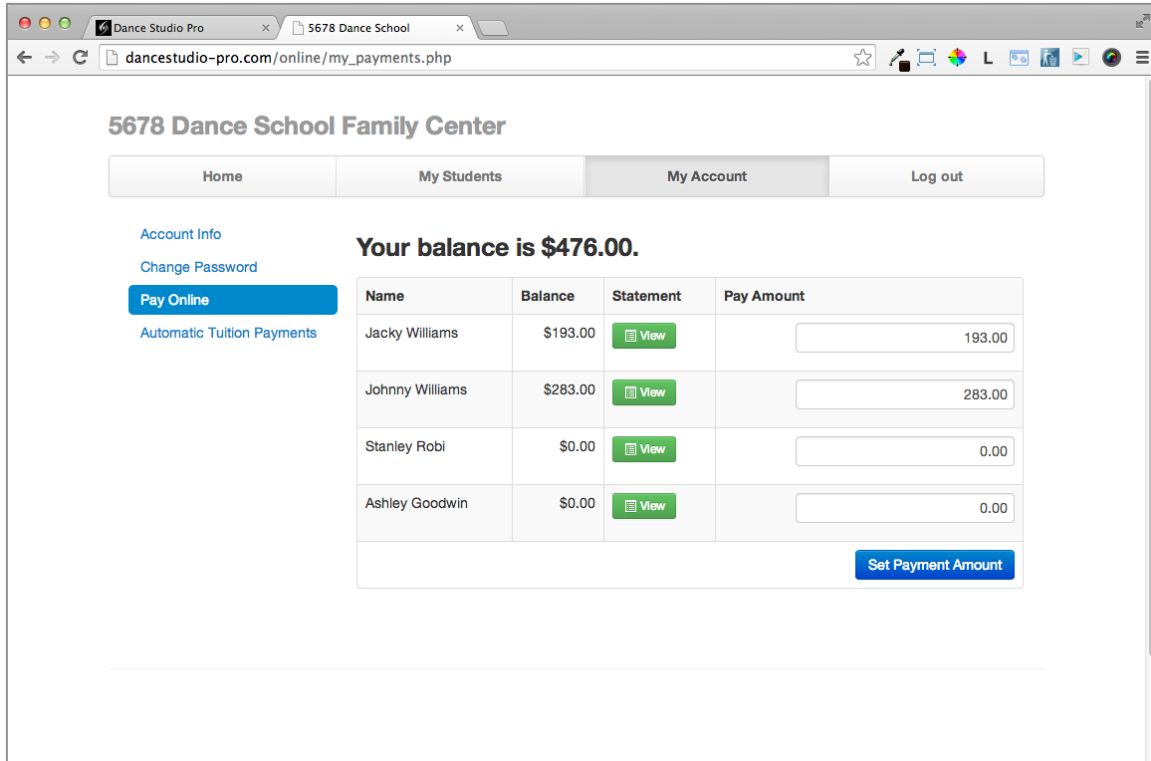 Dance Studio Pro 5678 Dance School
dancestudio-pro.com/online/my_payments.php
L
5678 Dance School Family Center
Home My Students My Account Log out
Account Info
Change Password
Pay Online
Automatic Tuition Payments
Your balance is $476.00.
Name Balance Statement Pay Amount
Jacky Williams $193.00 View 193.00
Johnny Williams $283.00 View 283.00
Stanley Robi $0.00 View 0.00
Ashley Goodwin $0.00 View 0.00
Set Payment Amount